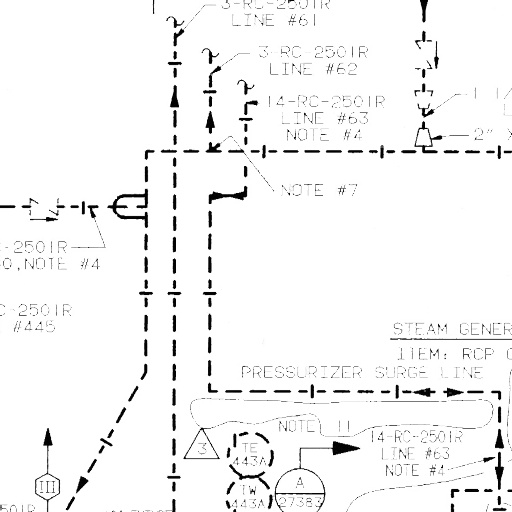 3-RC-2501R
LINE #61
3-RC-2501R
LINE #62
14-RC-2501R
LINE #63
NOTE #4
2" X
NOTE #7
-2501R
0,NOTE #4
C-2501R
#445
STEAM GENER
ITEM: RCP
PRESSURIZER SURGE LINE
NOTE 11
3
14-RC-2501R
LINE #63
NOTE #4
TE
443A
III
A
27383
TW
443A
501R